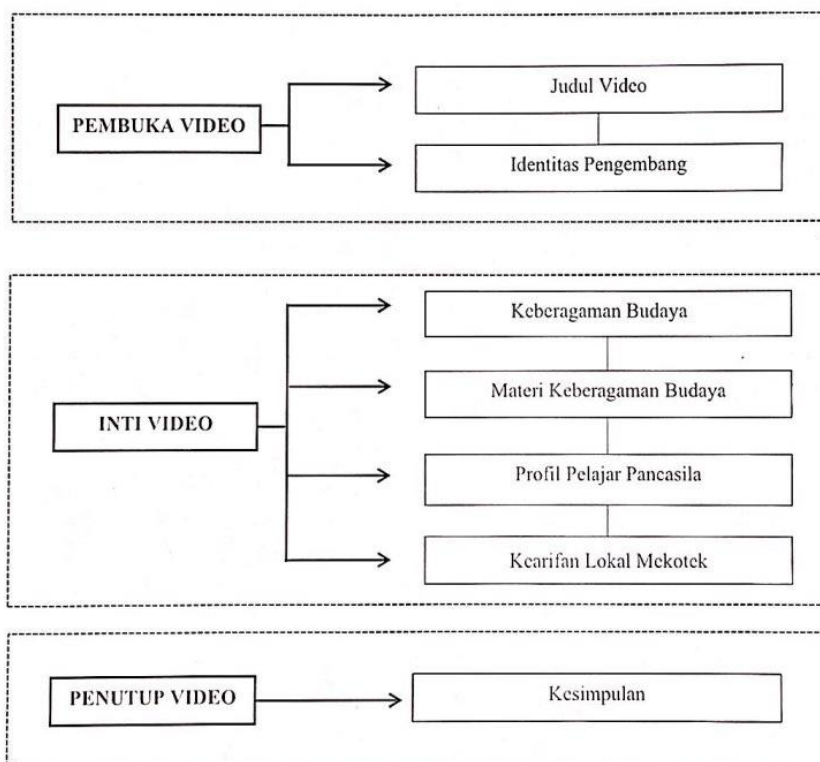 Judul Video
PEMBUKA VIDEO
Identitas Pengembang
Keberagaman Budaya
Materi Keberagaman Budaya
INTI VIDEO
Profil Pelajar Pancasila
Kearifan Lokal Mekotek
PENUTUP VIDEO
Kesimpulan